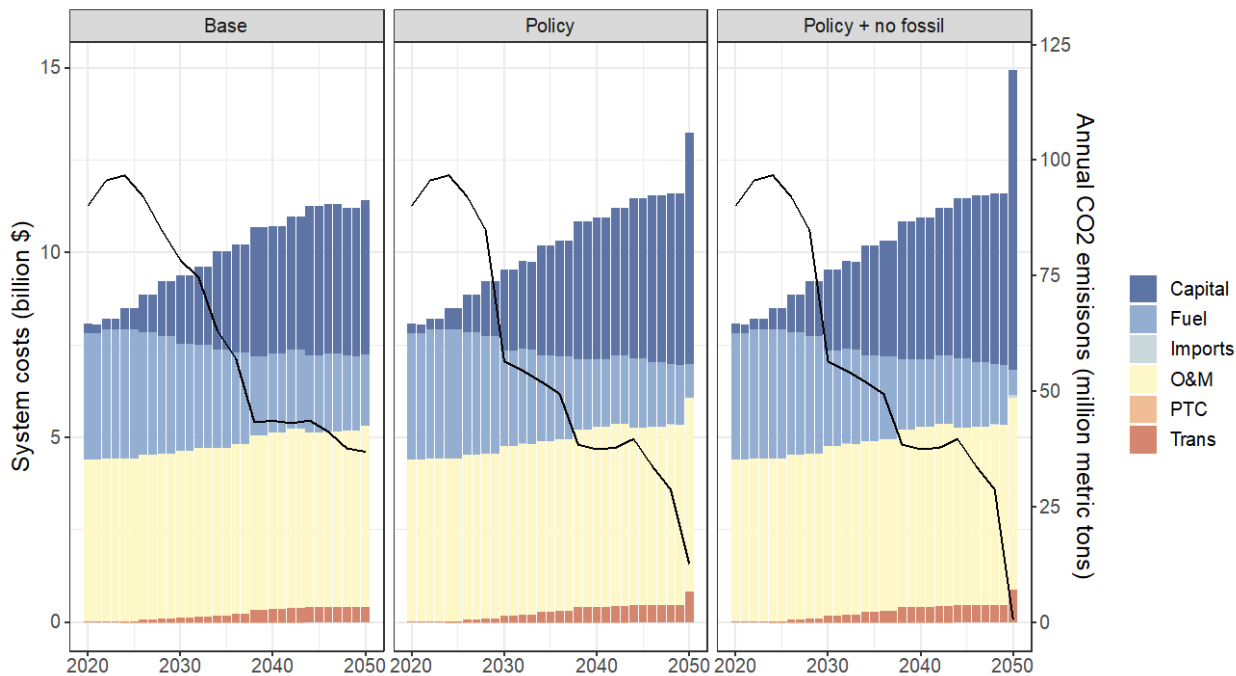 Base
Policy
Policy + no fossil
System costs (billion $)
15
10
5
0
125
100
75
50
25
0
Annual CO2 emisisons (million metric tons)
2020
2030
2040
2050
2020
2030
2040
2050
2020
2030
2040
2050
Capital
Fuel
Imports
O&M
PTC
Trans